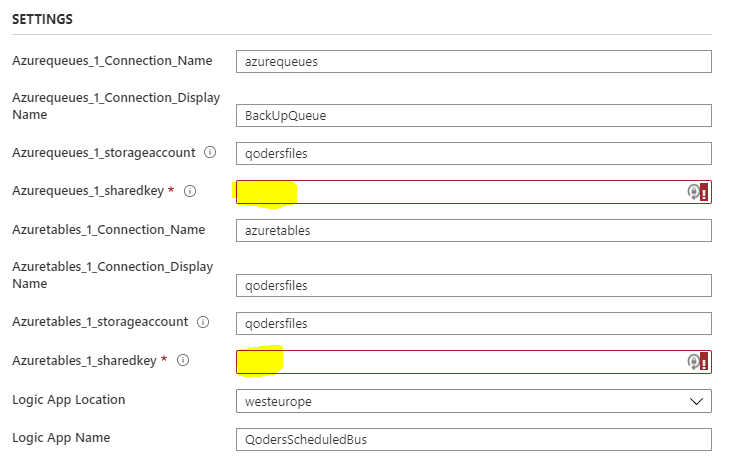 SETTINGS
Azurequeues_1_Connection_Name
azurequeues
Azurequeues_1_Connection_Display
Name
BackUpQueue
Azurequeues_1_storageaccount
qodersfiles
Azurequeues_1_sharedkey *
Azuretables_1_Connection_Name
azuretables
Azuretables_1_Connection_Display
Name
qodersfiles
Azuretables_1_storageaccount
qodersfiles
Azuretables_1_sharedkey *
Logic App Location
westeurope
Logic App Name
QodersScheduledBus